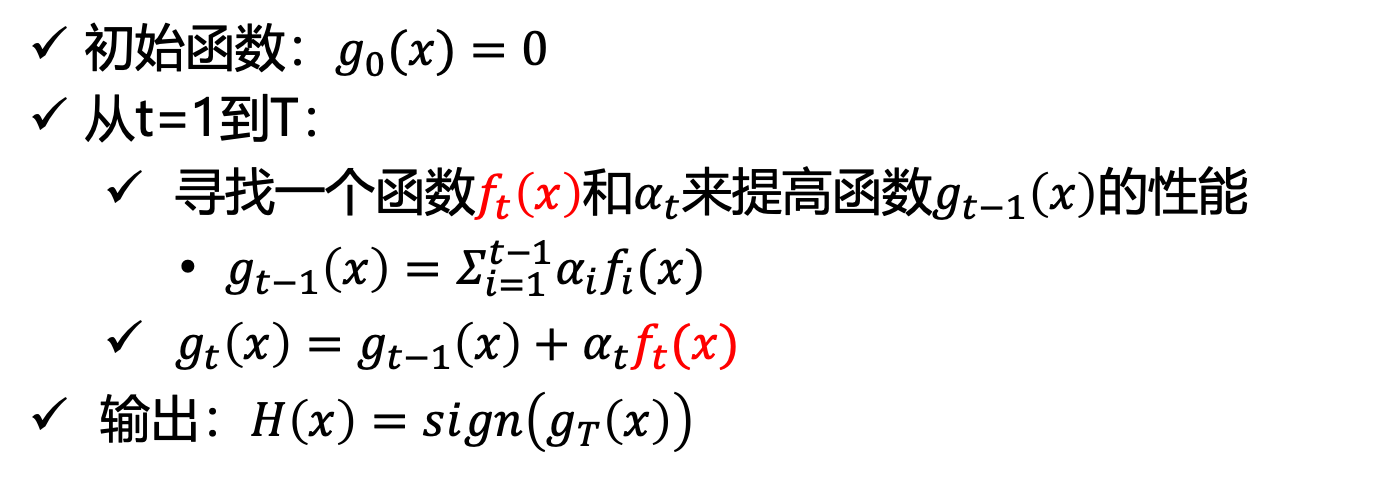 ✓ 初始函数：g₀(x) = 0
✓ 从t=1到T：
✓ 寻找一个函数fₜ(x)和αₜ来提高函数gₜ₋₁(x)的性能
• gₜ₋₁(x) = Σᵢ₌₁ᵗ⁻¹αᵢfᵢ(x)
✓ gₜ(x) = gₜ₋₁(x) + αₜfₜ(x)
✓ 输出：H(x) = sign(g_T(x))